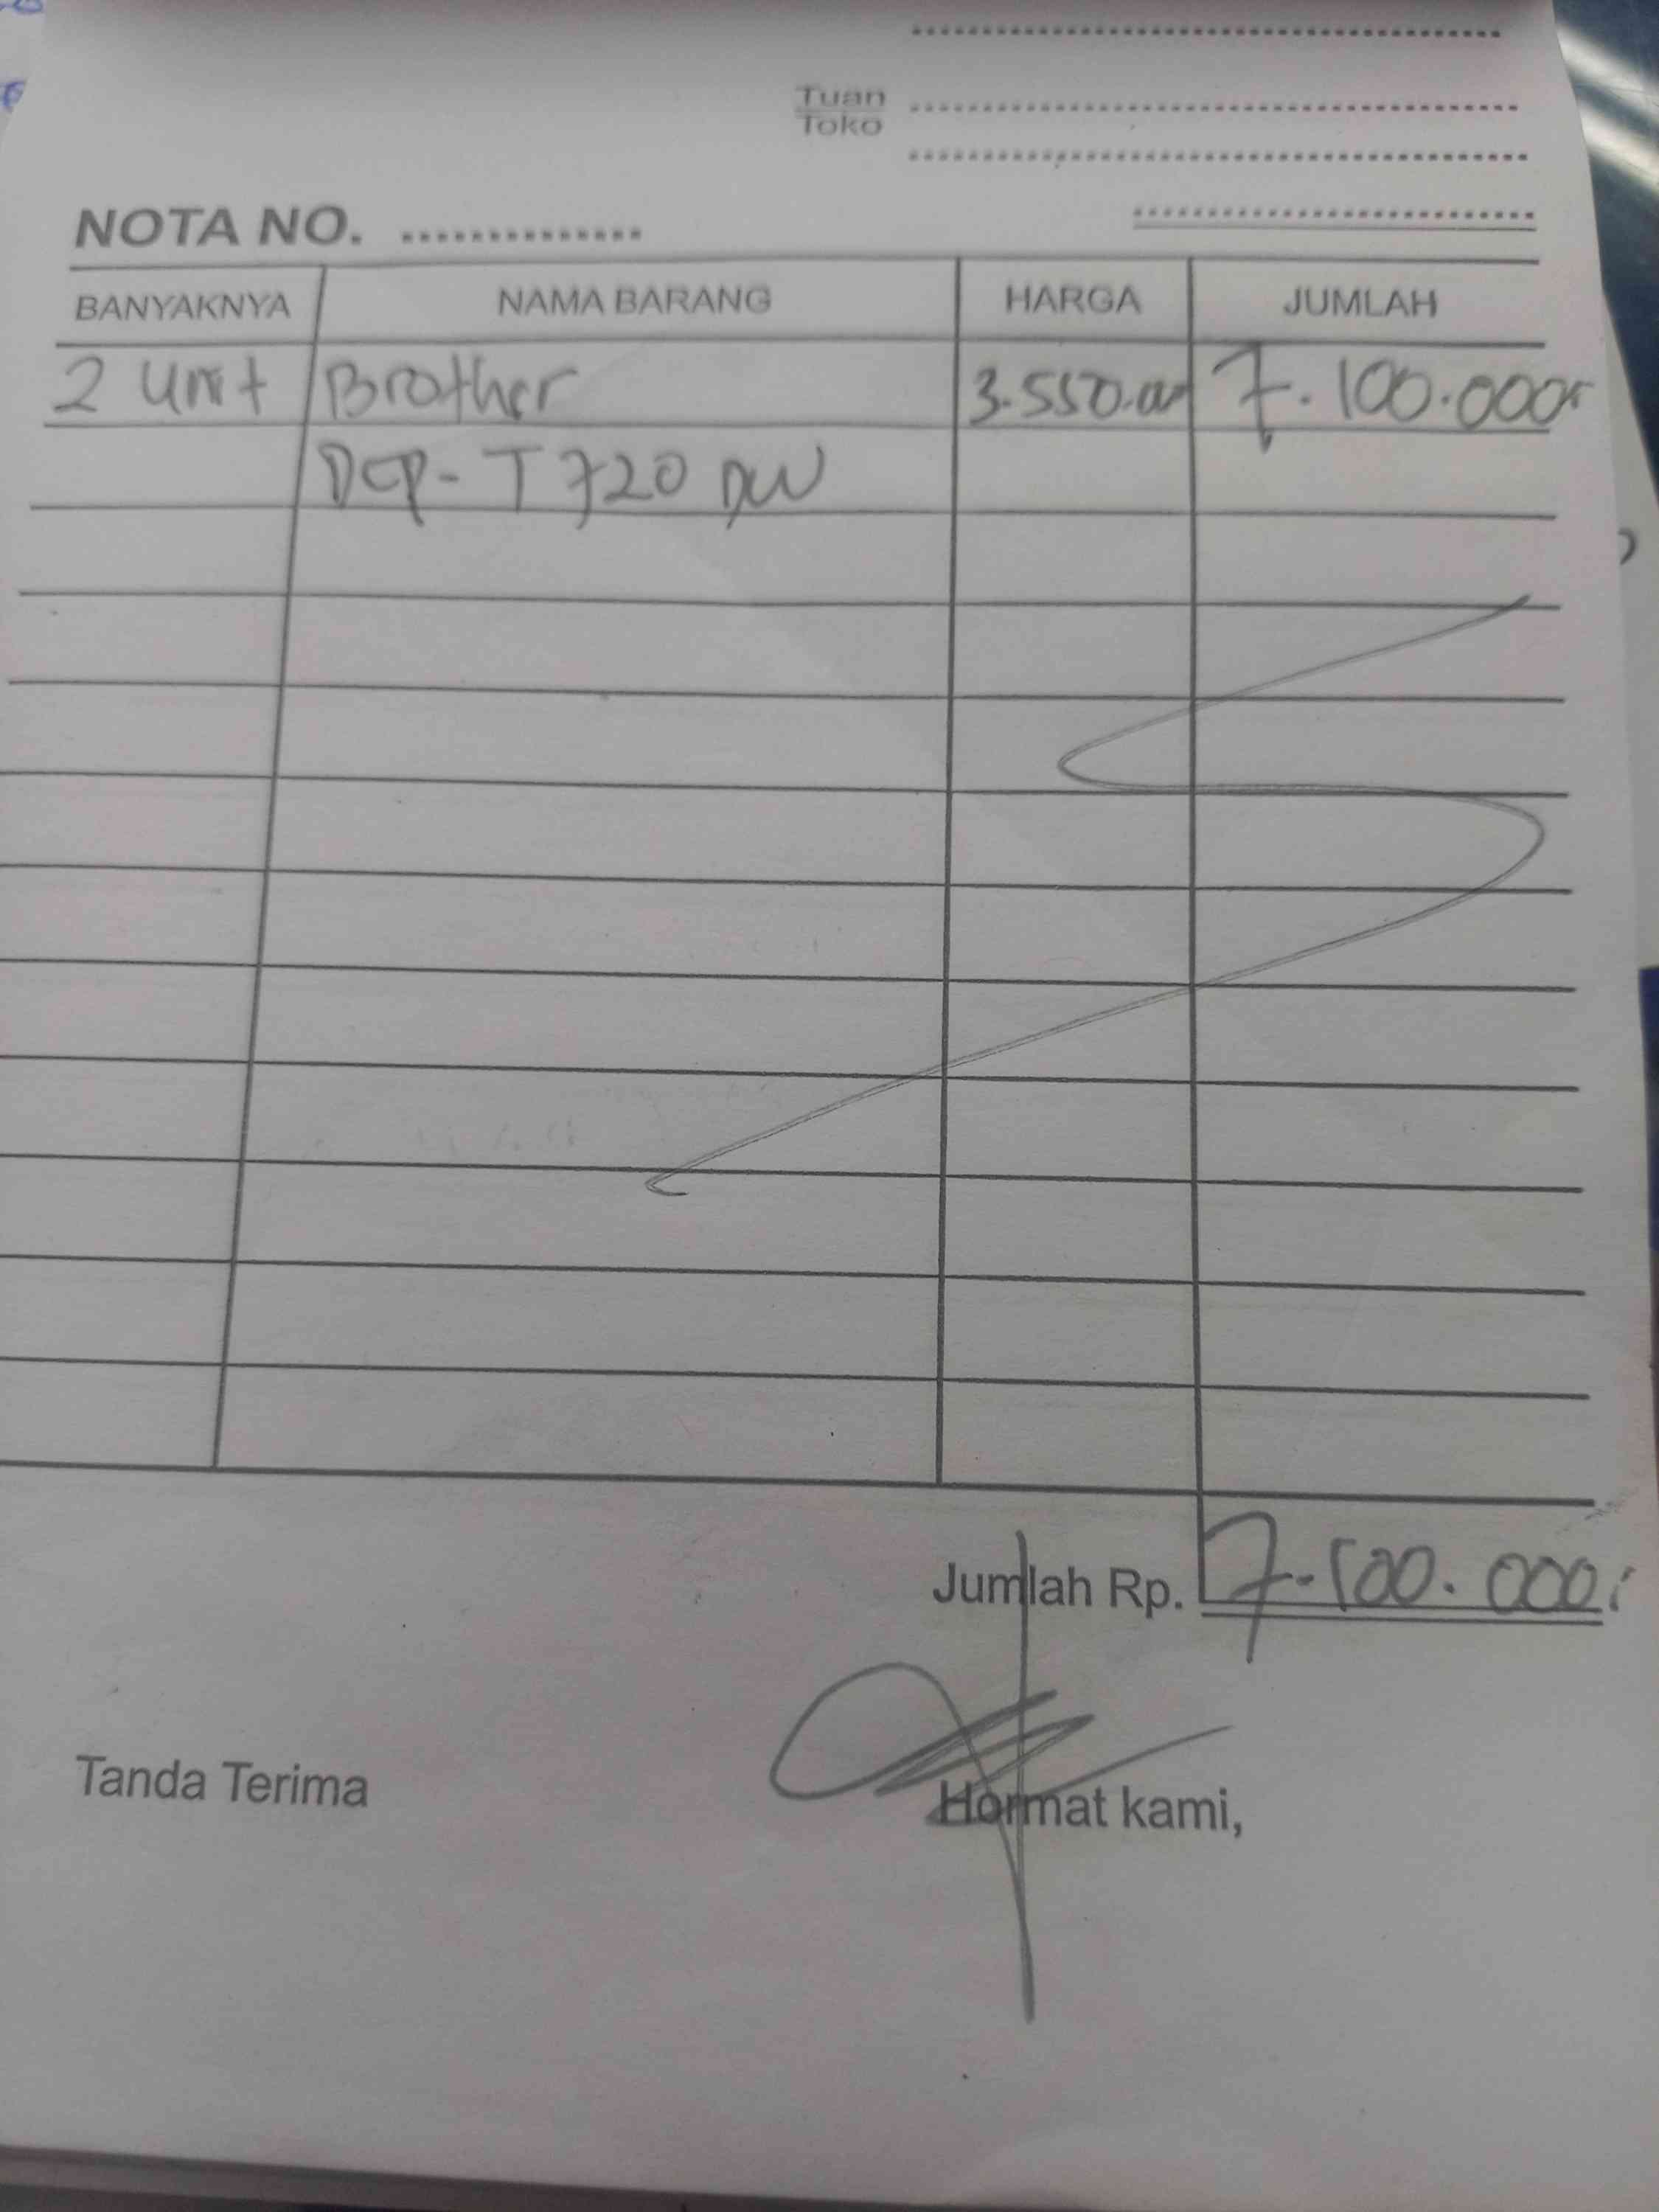 Tuan
Toko
NOTA NO.
BANYAKNYA NAMA BARANG HARGA JUMLAH
2 Unit Brother 3.550.000 7.100.000
DCP-T720 DW
Jumlah Rp. 7.100.000
Tanda Terima Hormat kami,